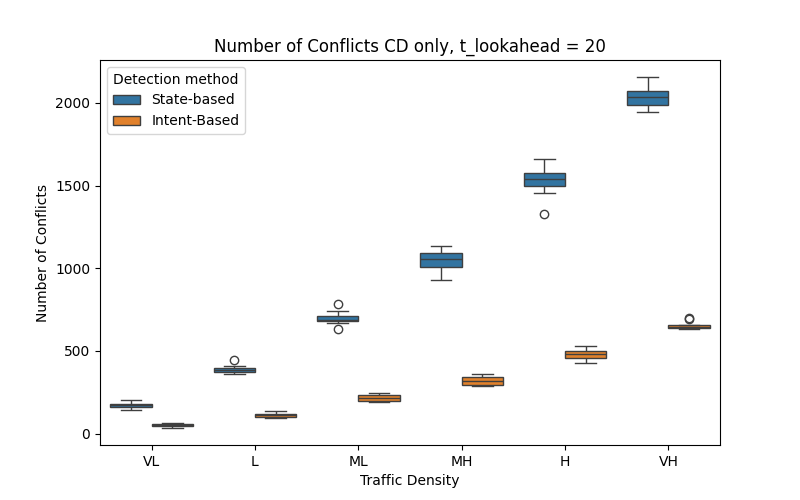 Number of Conflicts CD only, t_lookahead = 20
Detection method
State-based
Intent-Based
Number of Conflicts
2000
1500
1000
500
0
VL L ML MH H VH
Traffic Density